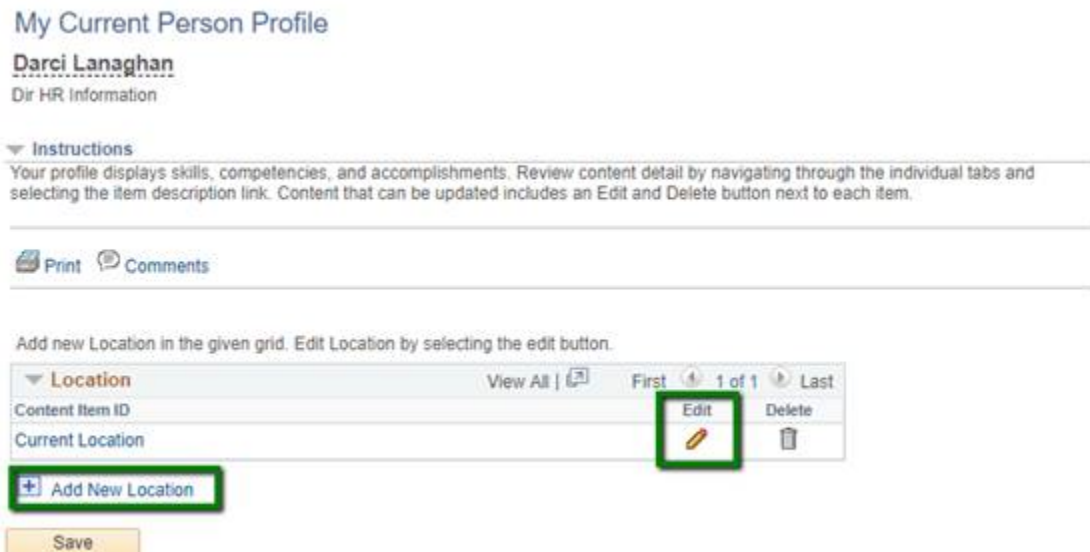 My Current Person Profile
Darci Lanaghan
Dir HR Information
Instructions
Your profile displays skills, competencies, and accomplishments. Review content detail by navigating through the individual tabs and
selecting the item description link. Content that can be updated includes an Edit and Delete button next to each item.
Print Comments
Add new Location in the given grid. Edit Location by selecting the edit button.
Location View All | First 1 of 1 Last
Content Item ID Edit Delete
Current Location
Add New Location
Save